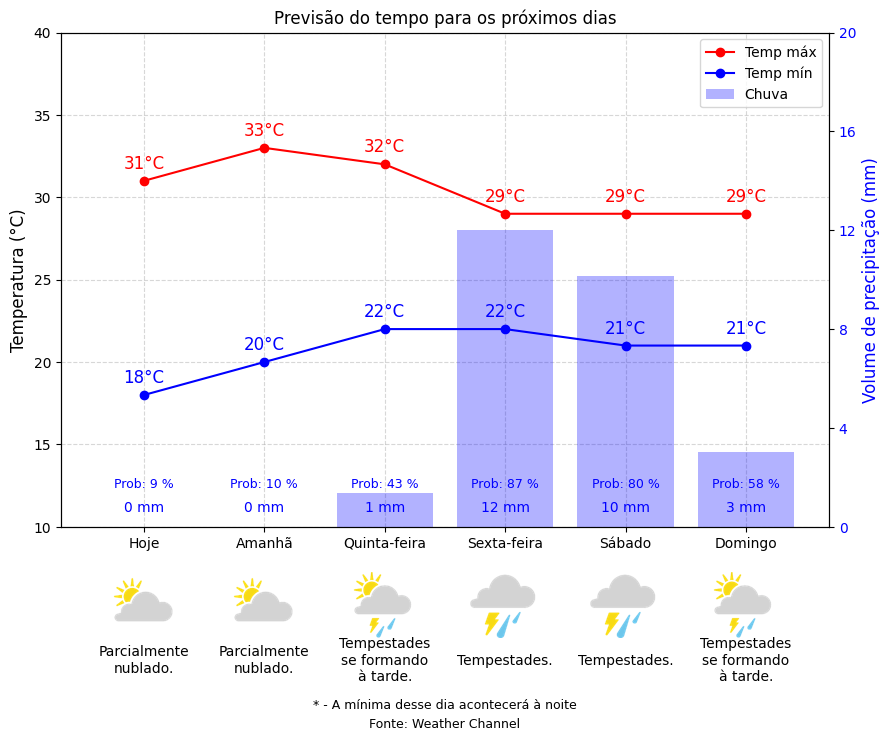 Previsão do tempo para os próximos dias
Temp máx
Temp mín
Chuva
Temperatura (°C)
Volume de precipitação (mm)
40
35
30
25
20
15
10
20
16
12
8
4
0
31°C
33°C
32°C
29°C
29°C
29°C
18°C
20°C
22°C
22°C
21°C
21°C
Prob: 9 %
Prob: 10 %
Prob: 43 %
Prob: 87 %
Prob: 80 %
Prob: 58 %
0 mm
0 mm
1 mm
12 mm
10 mm
3 mm
Hoje
Amanhã
Quinta-feira
Sexta-feira
Sábado
Domingo
Parcialmente
nublado.
Parcialmente
nublado.
Tempestades
se formando
à tarde.
Tempestades.
Tempestades.
Tempestades
se formando
à tarde.
* - A mínima desse dia acontecerá à noite
Fonte: Weather Channel